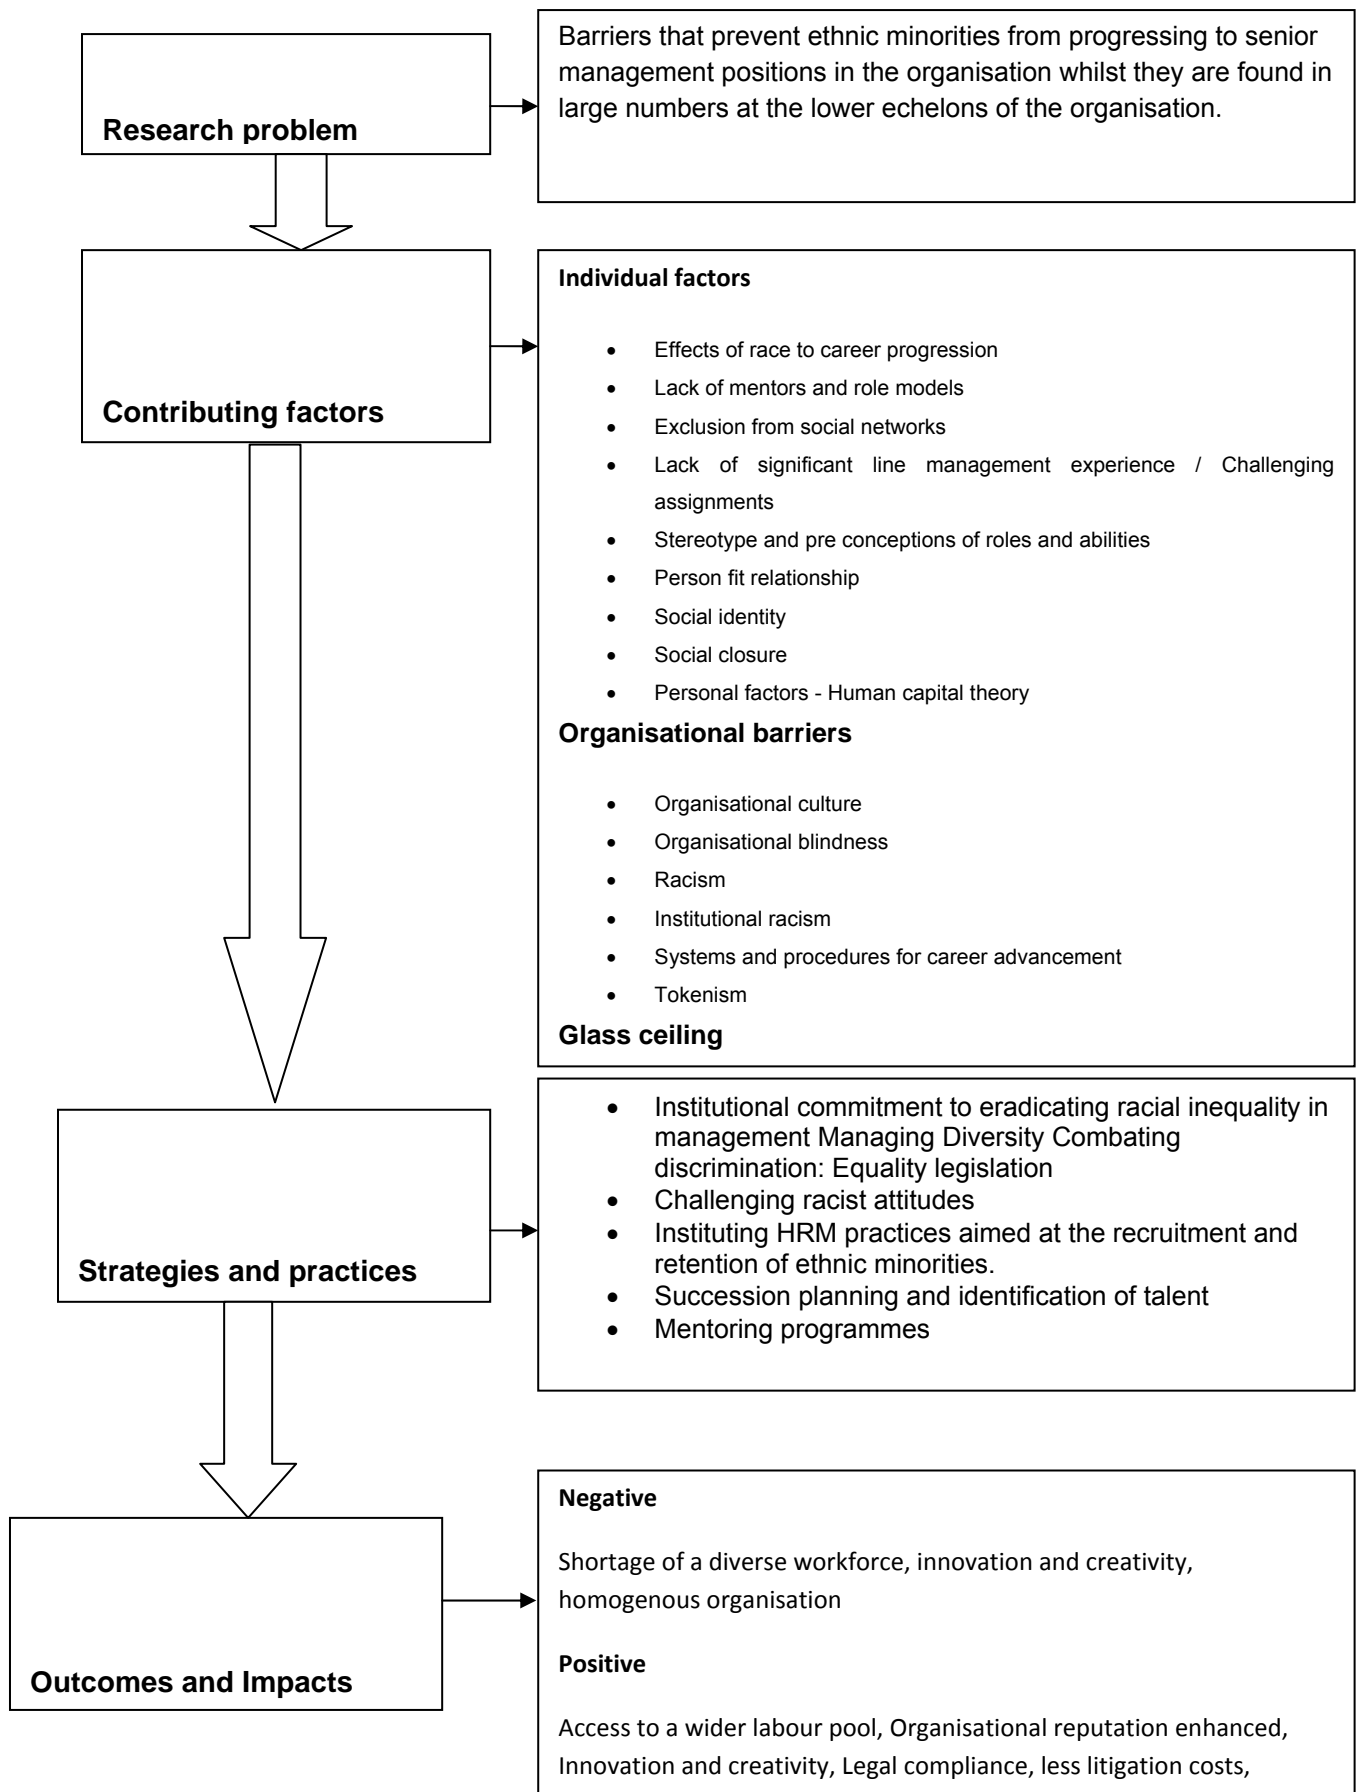 Research problem
Barriers that prevent ethnic minorities from progressing to senior
management positions in the organisation whilst they are found in
large numbers at the lower echelons of the organisation.
Contributing factors
Individual factors
• Effects of race to career progression
• Lack of mentors and role models
• Exclusion from social networks
• Lack of significant line management experience / Challenging
assignments
• Stereotype and pre conceptions of roles and abilities
• Person fit relationship
• Social identity
• Social closure
• Personal factors - Human capital theory
Organisational barriers
• Organisational culture
• Organisational blindness
• Racism
• Institutional racism
• Systems and procedures for career advancement
• Tokenism
Glass ceiling
Strategies and practices
• Institutional commitment to eradicating racial inequality in
management Managing Diversity Combating
discrimination: Equality legislation
• Challenging racist attitudes
• Instituting HRM practices aimed at the recruitment and
retention of ethnic minorities.
• Succession planning and identification of talent
• Mentoring programmes
Outcomes and Impacts
Negative
Shortage of a diverse workforce, innovation and creativity,
homogenous organisation
Positive
Access to a wider labour pool, Organisational reputation enhanced,
Innovation and creativity, Legal compliance, less litigation costs,